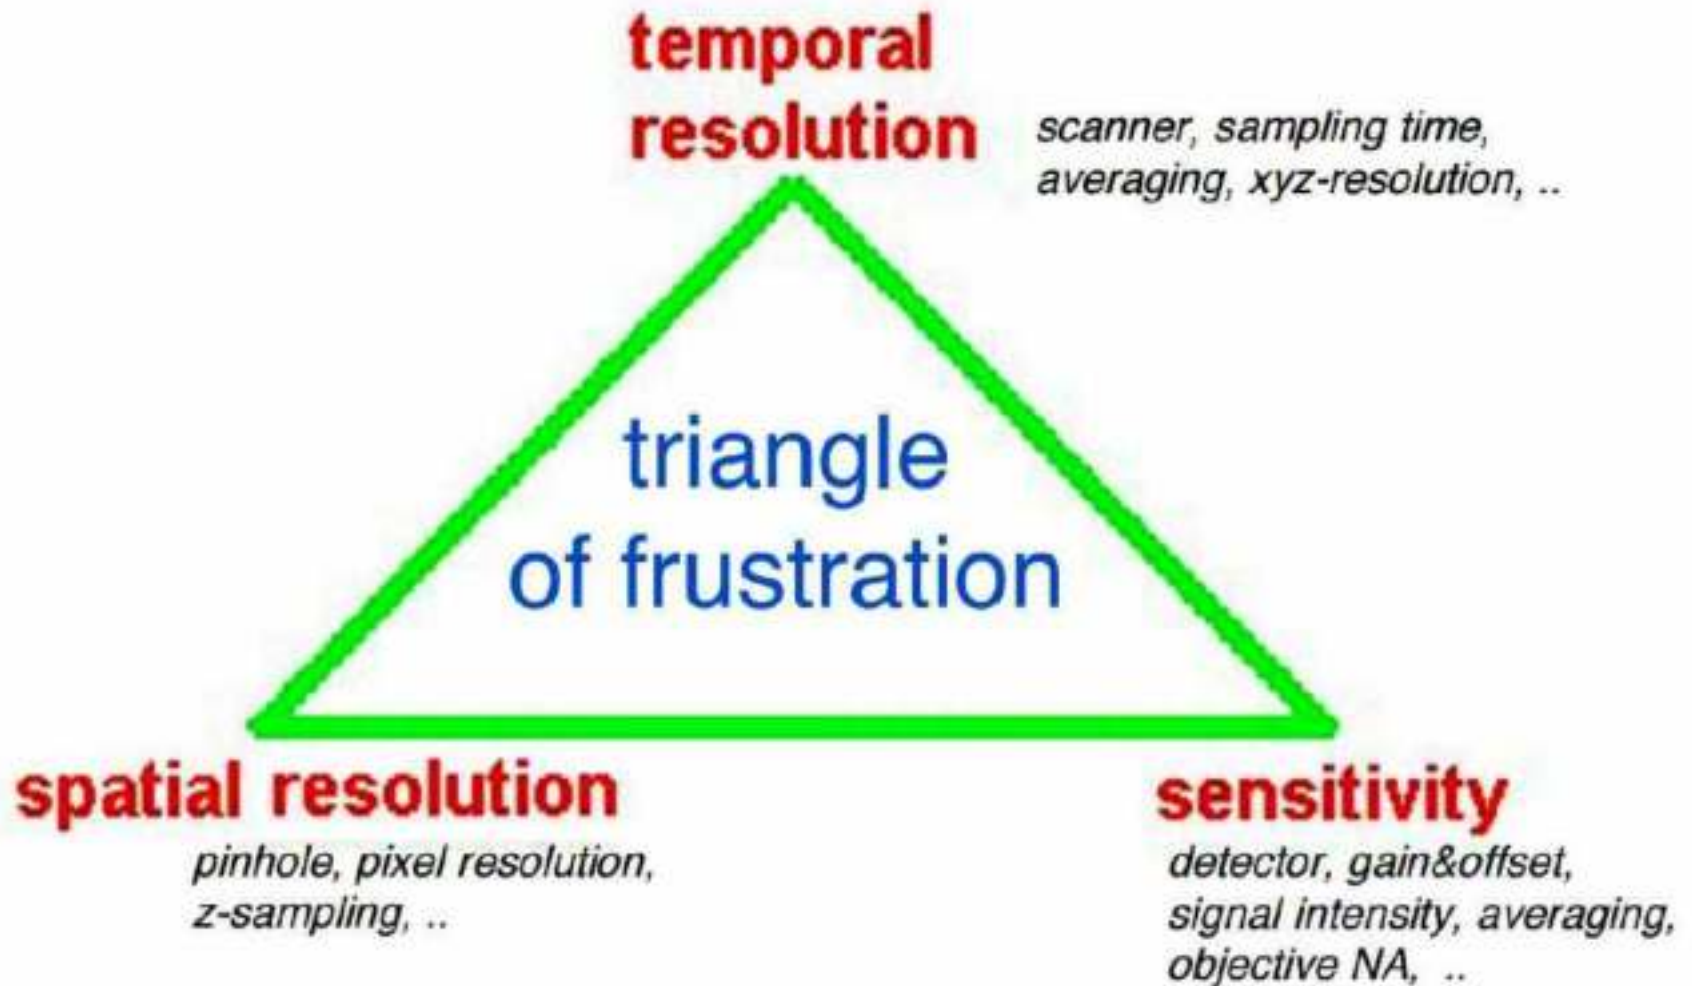 temporal
resolution
scanner, sampling time,
averaging, xyz-resolution, ..
triangle
of frustration
spatial resolution
pinhole, pixel resolution,
z-sampling, ..
sensitivity
detector, gain&offset,
signal intensity, averaging,
objective NA, ..